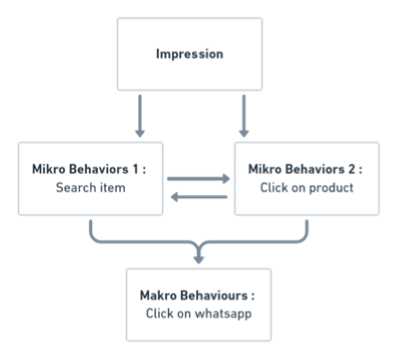 Impression
Mikro Behaviors 1 :
Search item
Mikro Behaviors 2 :
Click on product
Makro Behaviours :
Click on whatsapp